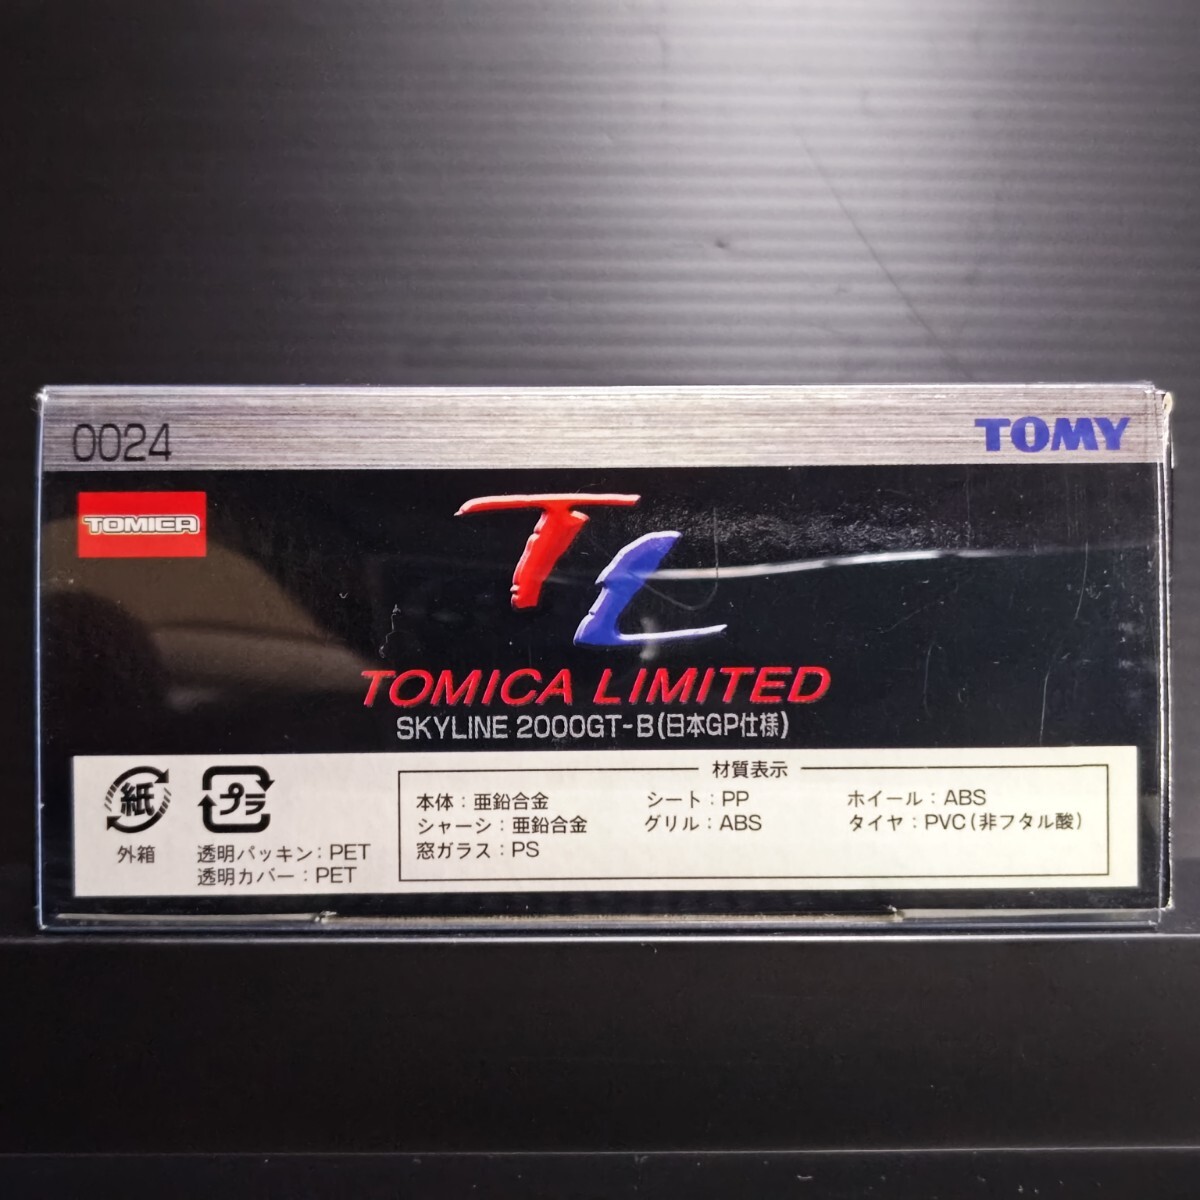 0024
TOMY
TOMICA
TL
TOMICA LIMITED
SKYLINE 2000GT-B(日本GP仕様)
紙
外箱
プラ
透明パッキン:PET
透明カバー:PET
材質表示
本体:亜鉛合金 シート:PP ホイール:ABS
シャーシ:亜鉛合金 グリル:ABS タイヤ:PVC(非フタル酸)
窓ガラス:PS